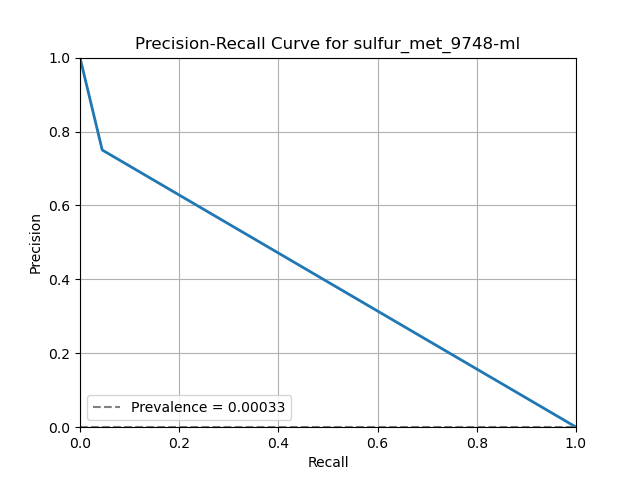 Precision-Recall Curve for sulfur_met_9748-ml
1.0
0.8
0.6
0.4
0.2
0.0
Precision
Prevalence = 0.00033
0.0 0.2 0.4 0.6 0.8 1.0
Recall